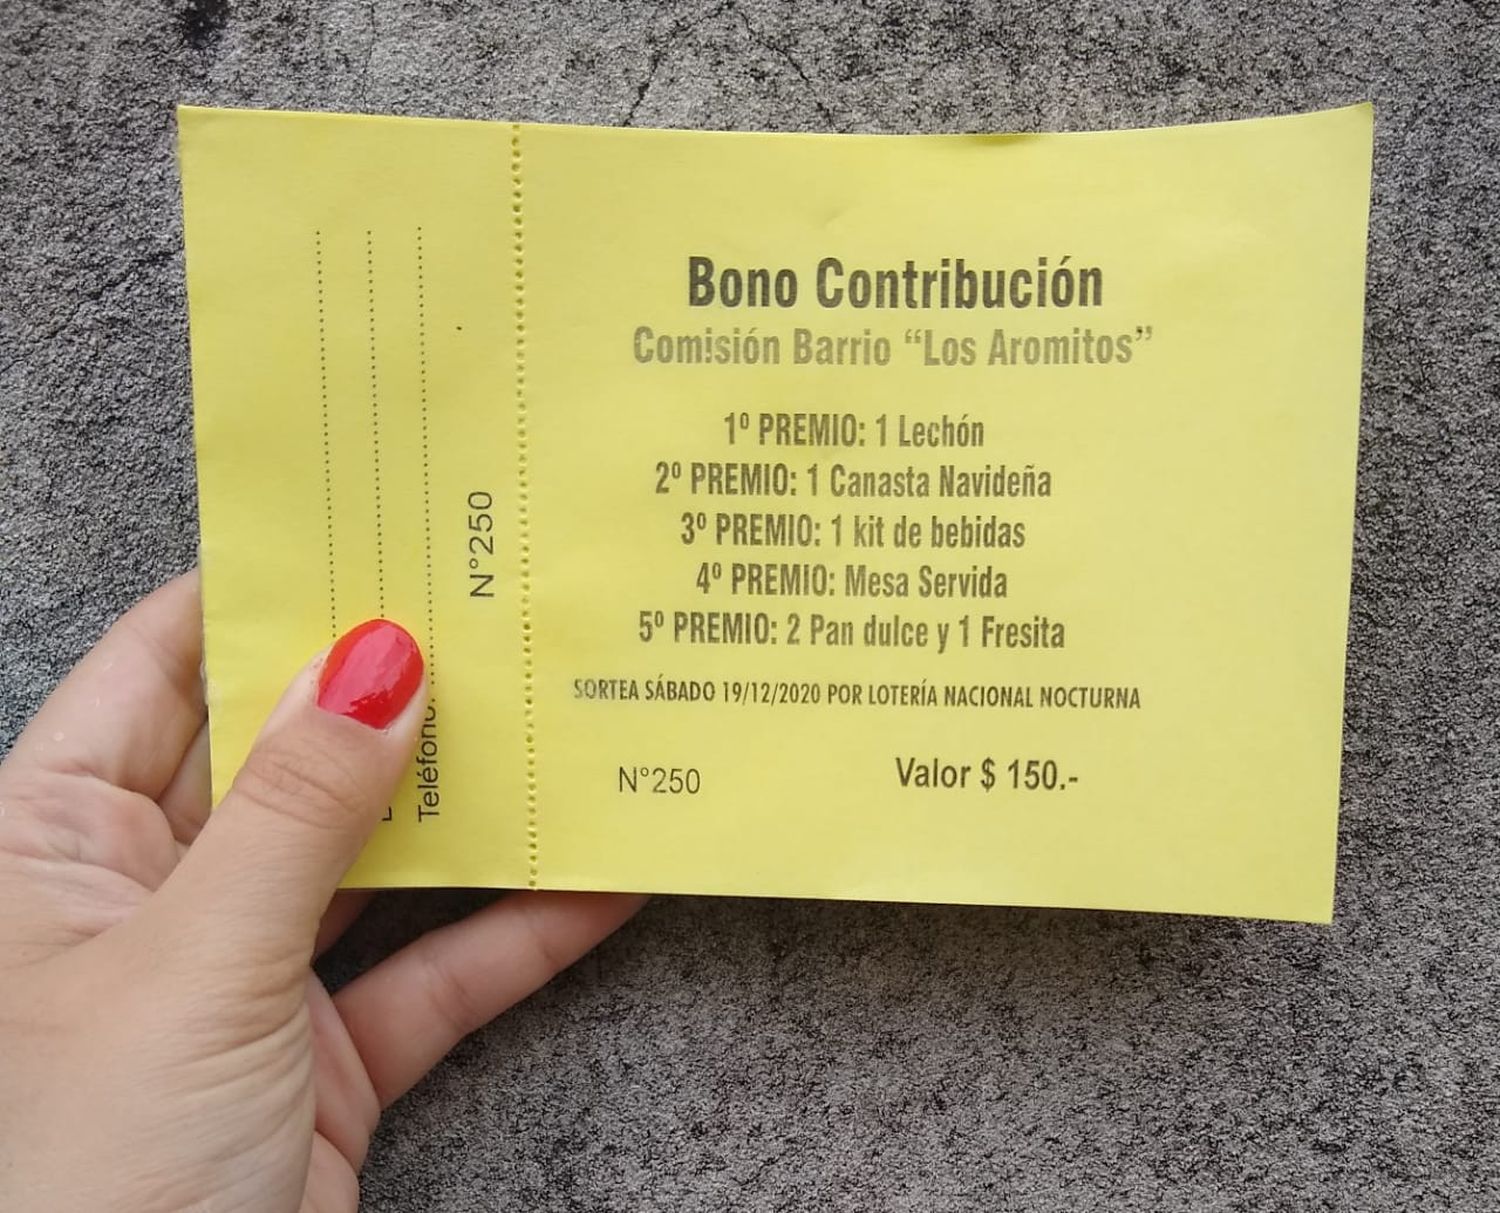 Bono Contribución
Comisión Barrio “Los Aromitos”
1º PREMIO: 1 Lechón
2º PREMIO: 1 Canasta Navideña
3º PREMIO: 1 kit de bebidas
4º PREMIO: Mesa Servida
5º PREMIO: 2 Pan dulce y 1 Fresita
SORTEA SÁBADO 19/12/2020 POR LOTERÍA NACIONAL NOCTURNA
N°250
Valor $ 150.-
N°250
Teléfono: